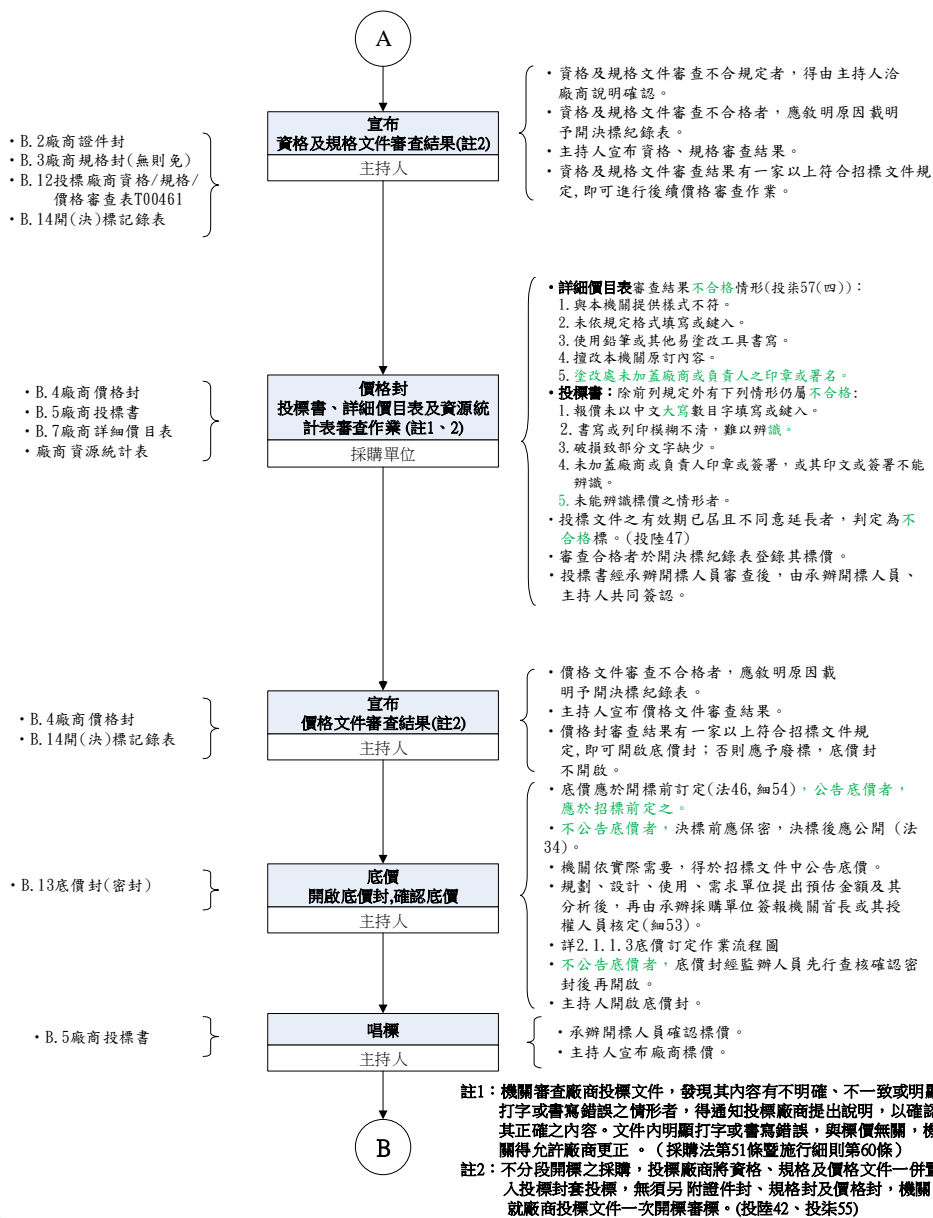 A
・B.2廠商證件封
・B.3廠商規格封(無則免)
・B.12投標廠商資格/規格/
價格審查表T00461
・B.14開(決)標記錄表
宣布
資格及規格文件審查結果(註2)
主持人
・資格及規格文件審查不合規定者，得由主持人洽
廠商說明確認。
・資格及規格文件審查不合格者，應敘明原因載明
予開決標紀錄表。
・主持人宣布資格、規格審查結果。
・資格及規格文件審查結果有一家以上符合招標文件規
定,即可進行後續價格審查作業。
・B.4廠商價格封
・B.5廠商投標書
・B.7廠商詳細價目表
・廠商資源統計表
價格封
投標書、詳細價目表及資源統
計表審查作業 (註1、2)
採購單位
・詳細價目表審查結果不合格情形(投柒57(四))：
1.與本機關提供樣式不符。
2.未依規定格式填寫或鍵入。
3.使用鉛筆或其他易塗改工具書寫。
4.擅改本機關原訂內容。
5.塗改處未加蓋廠商或負責人之印章或署名。
・投標書：除前列規定外有下列情形仍屬不合格:
1.報價未以中文大寫數目字填寫或鍵入。
2.書寫或列印模糊不清，難以辨識。
3.破損致部分文字缺少。
4.未加蓋廠商或負責人印章或簽署，或其印文或簽署不能
辨識。
5.未能辨識標價之情形者。
・投標文件之有效期已屆且不同意延長者，判定為不
合格標。(投陸47)
・審查合格者於開決標紀錄表登錄其標價。
・投標書經承辦開標人員審查後，由承辦開標人員、
主持人共同簽認。
・B.4廠商價格封
・B.14開(決)標記錄表
宣布
價格文件審查結果(註2)
主持人
・價格文件審查不合格者，應敘明原因載
明予開決標紀錄表。
・主持人宣布價格文件審查結果。
・價格封審查結果有一家以上符合招標文件規
定,即可開啟底價封；否則應予廢標，底價封
不開啟。
・B.13底價封(密封)
底價
開啟底價封,確認底價
主持人
・底價應於開標前訂定(法46,細54)，公告底價者，
應於招標前定之。
・不公告底價者，決標前應保密，決標後應公開 (法
34)。
・機關依實際需要，得於招標文件中公告底價。
・規劃、設計、使用、需求單位提出預估金額及其
分析後，再由承辦採購單位簽報機關首長或其授
權人員核定(細53)。
・詳2.1.1.3底價訂定作業流程圖
・不公告底價者，底價封經監辦人員先行查核確認密
封後再開啟。
・主持人開啟底價封。
・B.5廠商投標書
唱標
主持人
・承辦開標人員確認標價。
・主持人宣布廠商標價。
B
註1：機關審查廠商投標文件，發現其內容有不明確、不一致或明顯
打字或書寫錯誤之情形者，得通知投標廠商提出說明，以確認
其正確之內容。文件內明顯打字或書寫錯誤，與標價無關，機
關得允許廠商更正 。（採購法第51條暨施行細則第60條）
註2：不分段開標之採購，投標廠商將資格、規格及價格文件一併置
入投標封套投標，無須另 附證件封、規格封及價格封，機關
就廠商投標文件一次開標審標。(投陸42、投柒55)